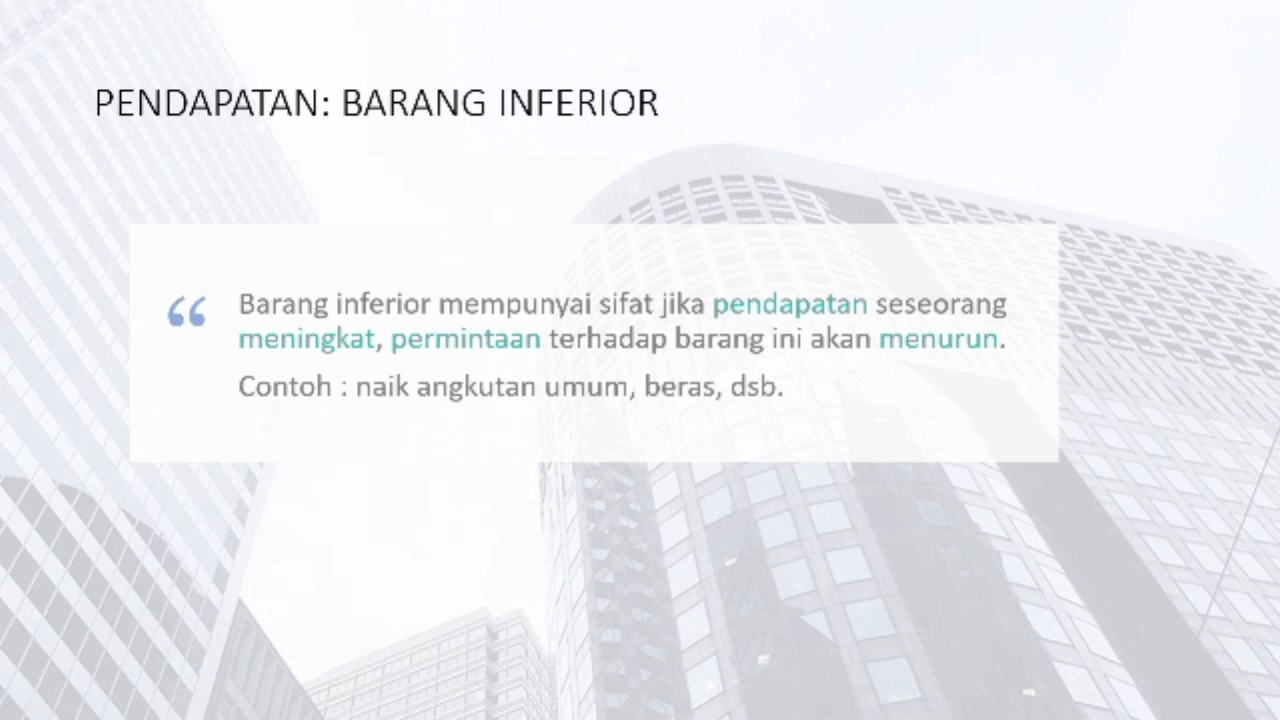 PENDAPATAN: BARANG INFERIOR
“ Barang inferior mempunyai sifat jika pendapatan seseorang
meningkat, permintaan terhadap barang ini akan menurun.
Contoh : naik angkutan umum, beras, dsb.